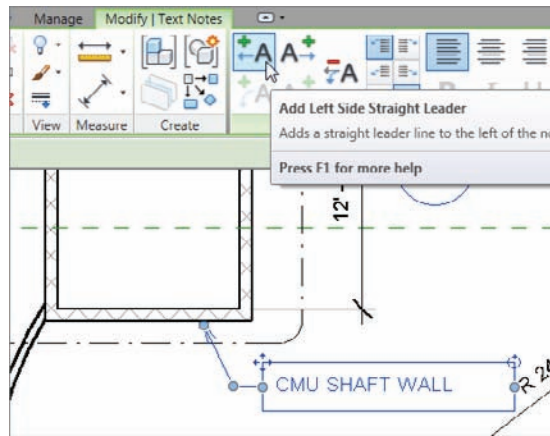 Manage Modify | Text Notes
A A
A
View Measure Create
Add Left Side Straight Leader
Adds a straight leader line to the left of the
Press F1 for more help
12'-
CMU SHAFT WALL
R 24